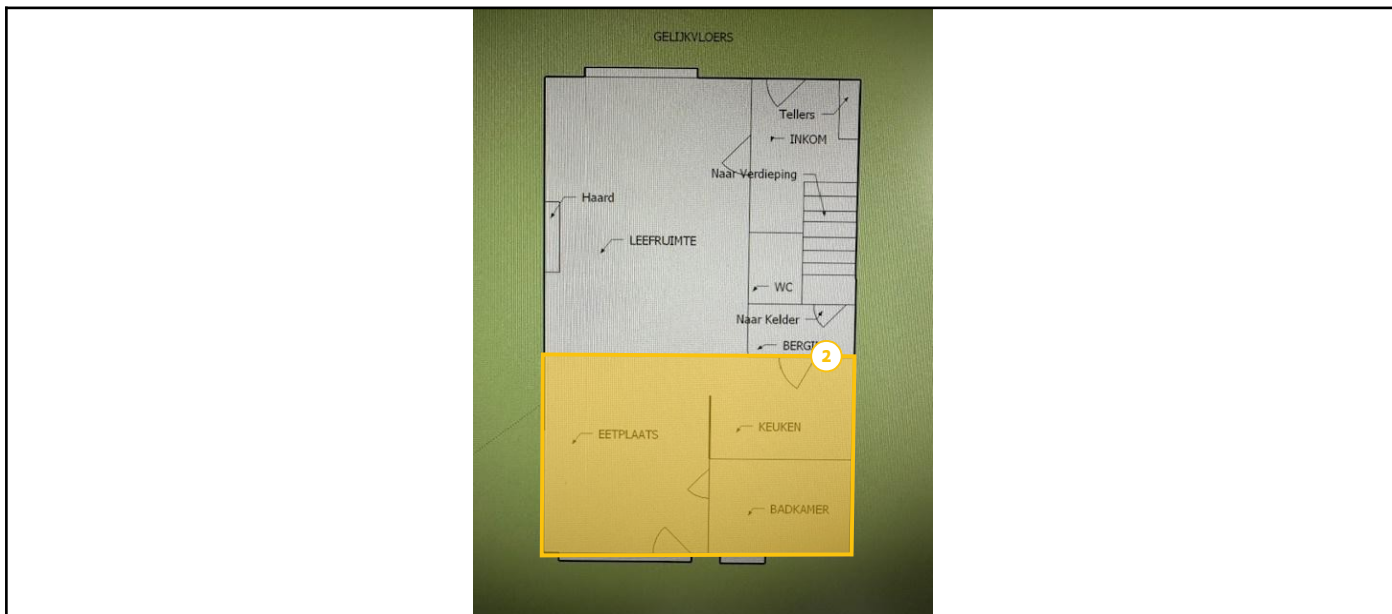 GELIJKVLOERS
Tellers
INKOM
Naar Verdieping
Haard
LEEFRUIMTE
WC
Naar Kelder
2
EETPLAATS
KEUKEN
BADKAMER